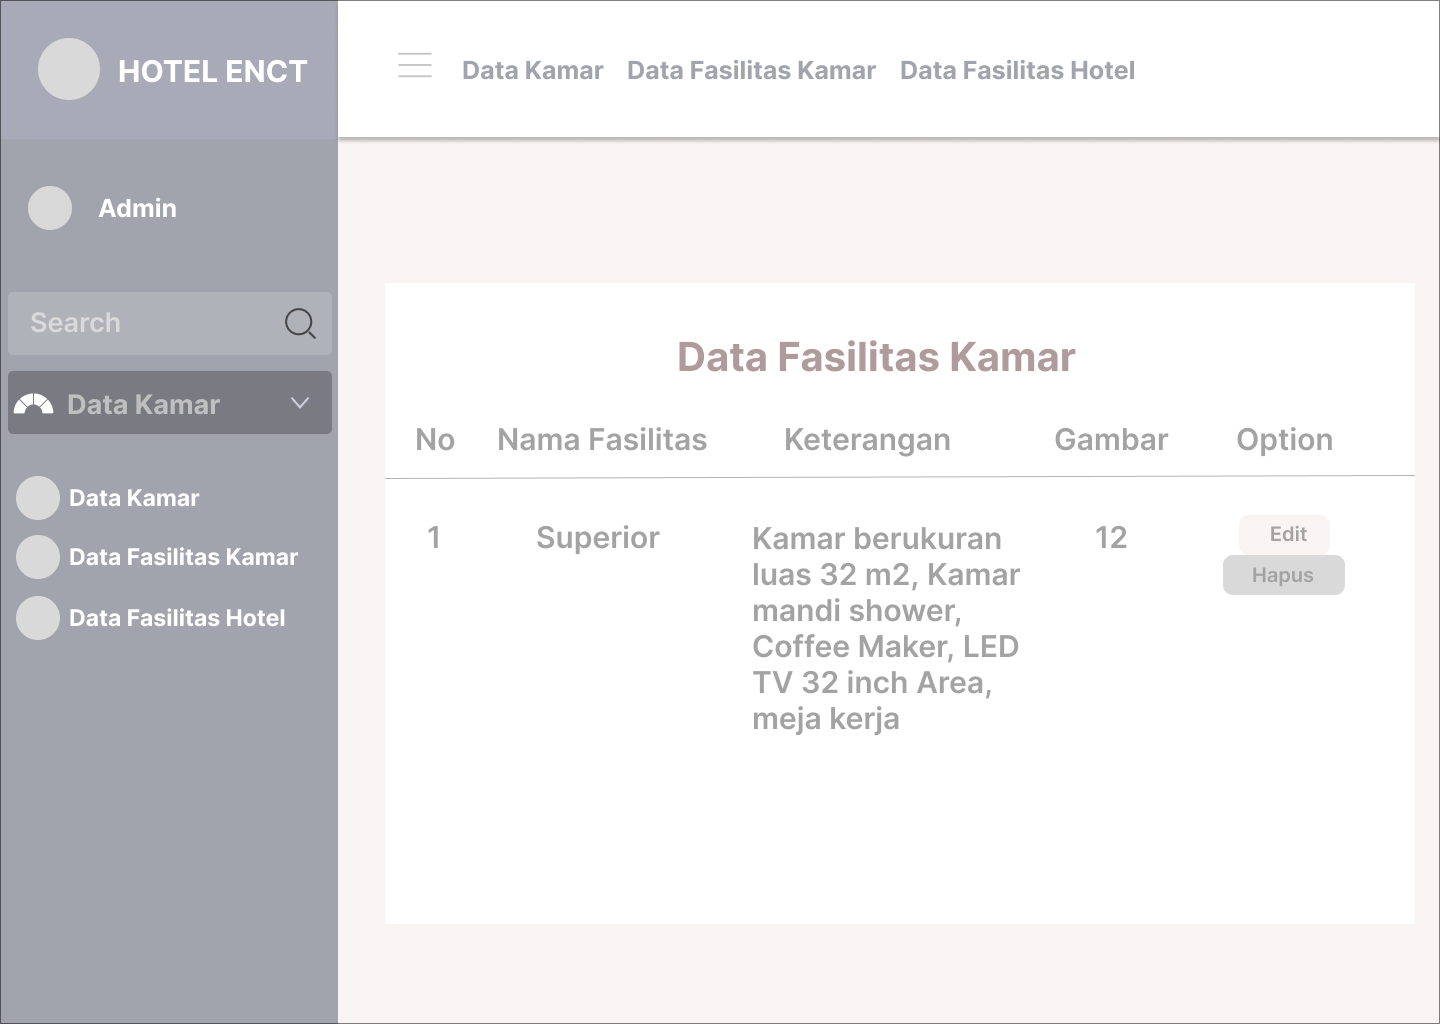 HOTEL ENCT
Data Kamar Data Fasilitas Kamar Data Fasilitas Hotel
Admin
Search
Data Kamar
Data Kamar
Data Fasilitas Kamar
Data Fasilitas Hotel
Data Fasilitas Kamar
No Nama Fasilitas Keterangan Gambar Option
1 Superior Kamar berukuran 12 Edit
luas 32 m2, Kamar Hapus
mandi shower,
Coffee Maker, LED
TV 32 inch Area,
meja kerja